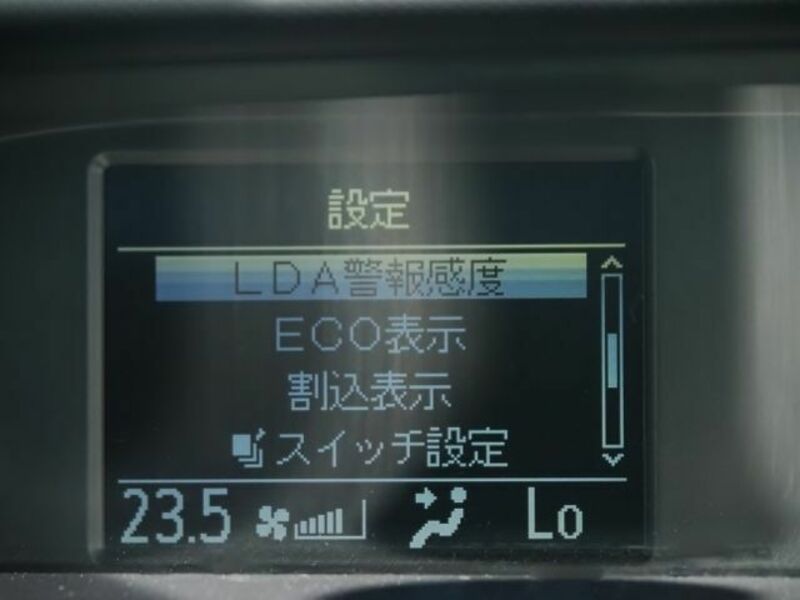 設定
LDA警報感度
ECO表示
割込表示
スイッチ設定
23.5 Lo